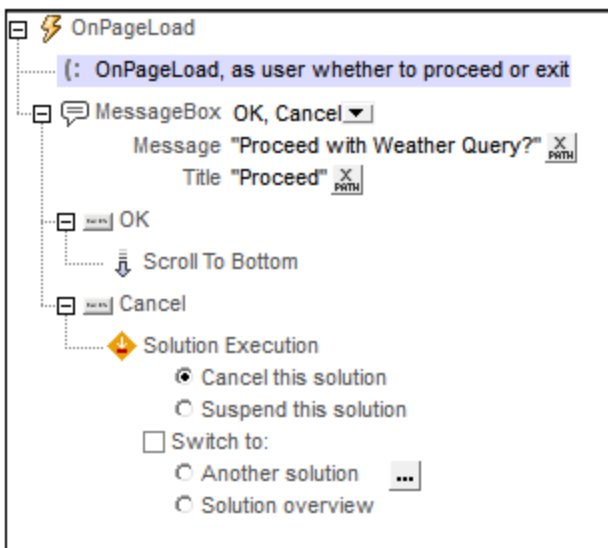 OnPageLoad
(: OnPageLoad, as user whether to proceed or exit
MessageBox OK, Cancel
Message "Proceed with Weather Query?" X PATH
Title "Proceed" X PATH
OK
Scroll To Bottom
Cancel
Solution Execution
Cancel this solution
Suspend this solution
Switch to:
Another solution ...
Solution overview